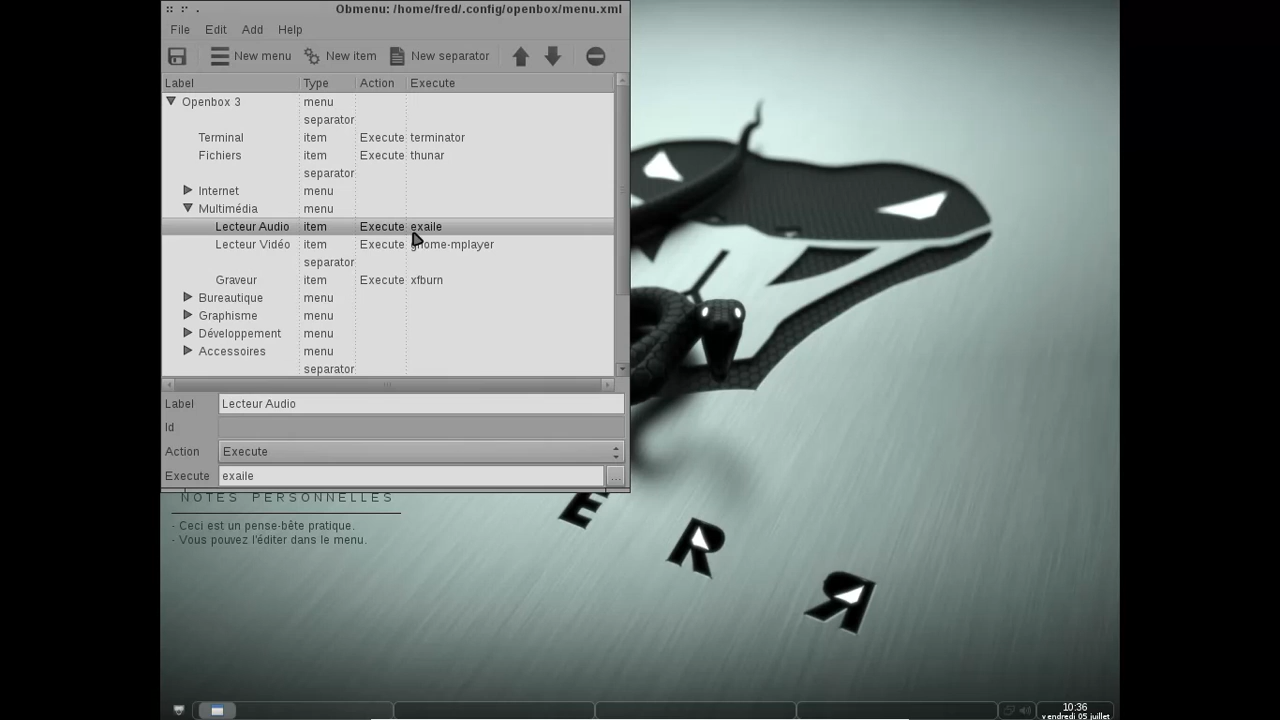 Obmenu: /home/fred/.config/openbox/menu.xml
File Edit Add Help
New menu New item New separator
Label Type Action Execute
Openbox 3 menu
separator
Terminal item Execute terminator
Fichiers item Execute thunar
separator
Internet menu
Multimédia menu
Lecteur Audio item Execute exaile
Lecteur Vidéo item Execute gnome-mplayer
separator
Graveur item Execute xfburn
Bureautique menu
Graphisme menu
Développement menu
Accessoires menu
separator
Label Lecteur Audio
Id
Action Execute
Execute exaile ...
NOTES PERSONNELLES
- Ceci est un pense-bête pratique.
- Vous pouvez l'éditer dans le menu.
E
R
R
10:36
vendredi 05 juillet